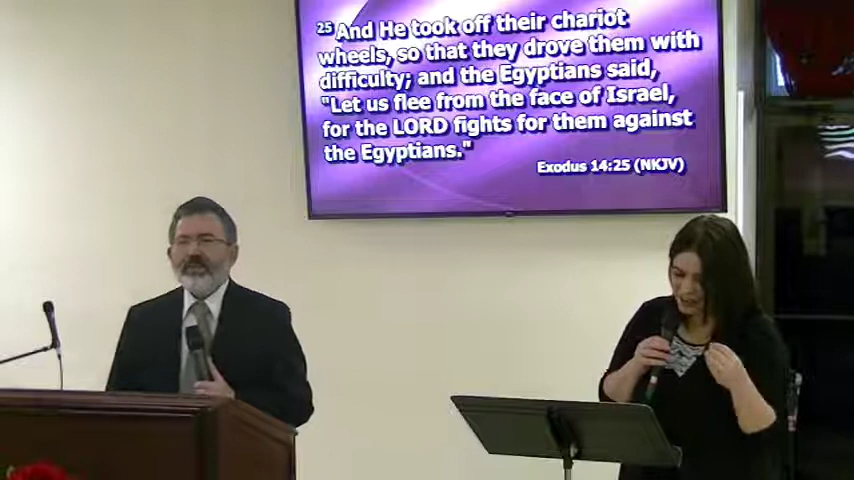 25 And He took off their chariot
wheels, so that they drove them with
difficulty; and the Egyptians said,
"Let us flee from the face of Israel,
for the LORD fights for them against
the Egyptians."
Exodus 14:25 (NKJV)